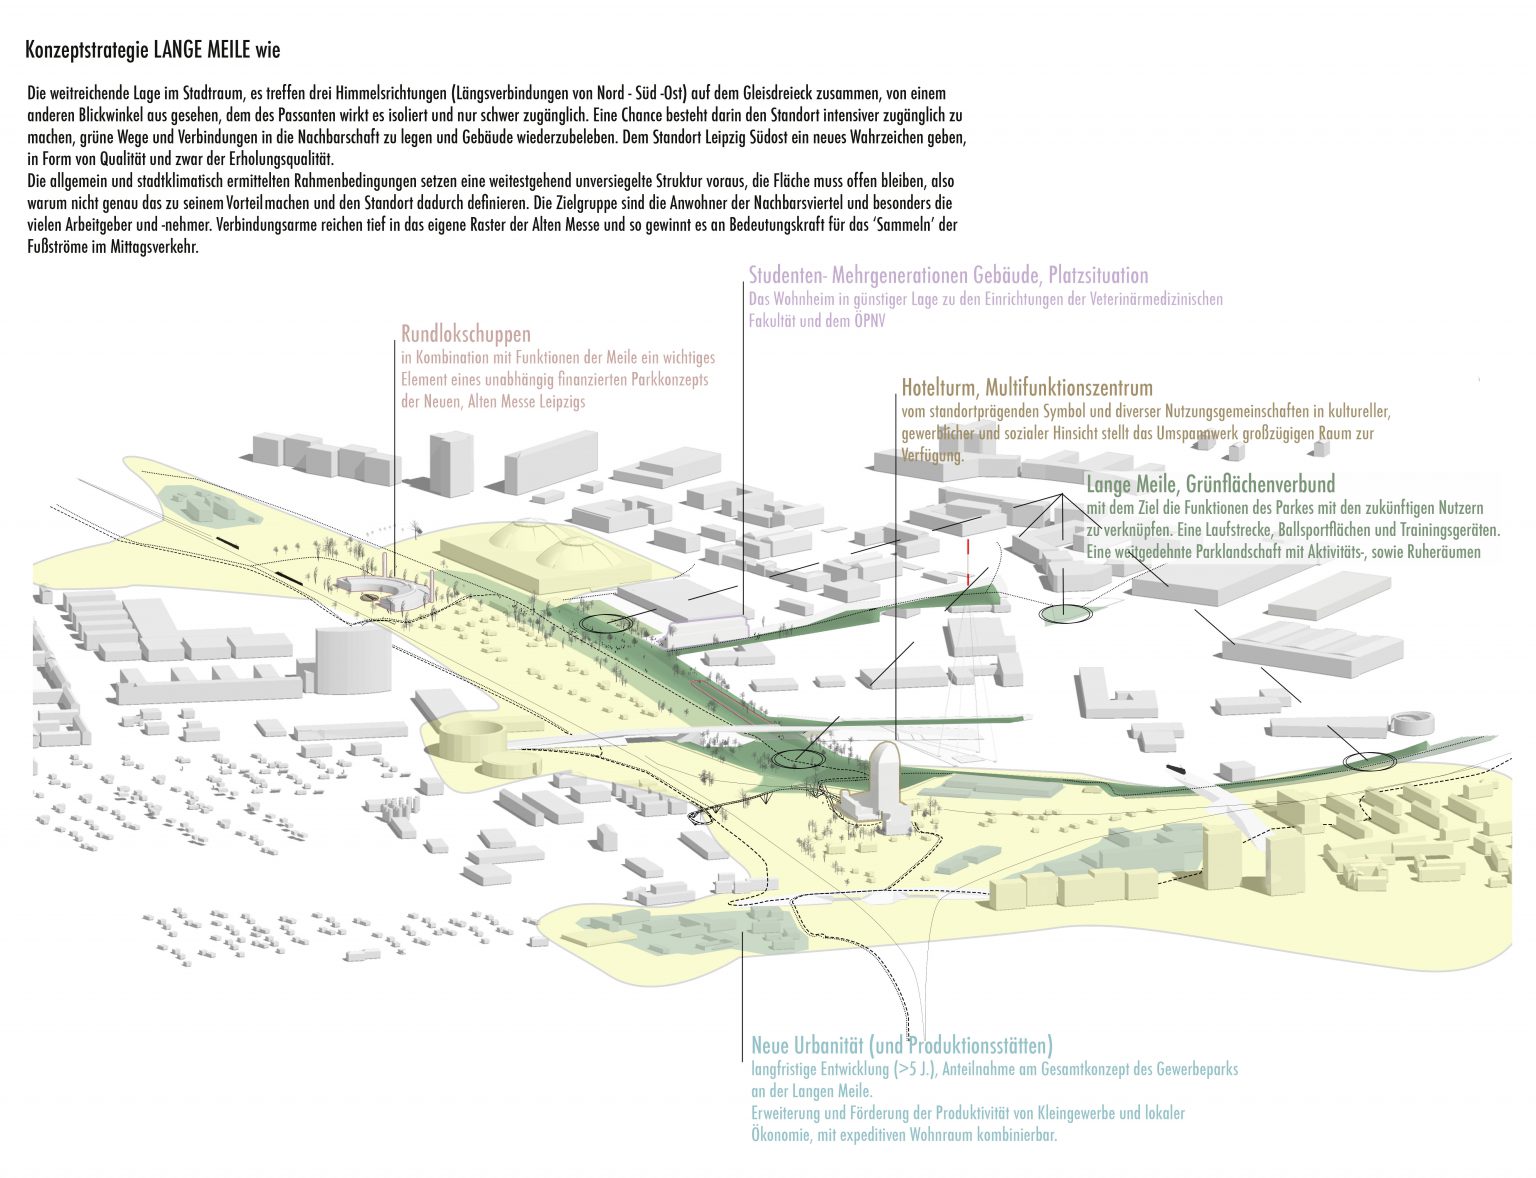 Konzeptstrategie LANGE MEILE wie
Die weitreichende Lage im Stadtraum, es treffen drei Himmelsrichtungen (Längsverbindungen von Nord - Süd -Ost) auf dem Gleisdreieck zusammen, von einem
anderen Blickwinkel aus gesehen, dem des Passanten wirkt es isoliert und nur schwer zugänglich. Eine Chance besteht darin den Standort intensiver zugänglich zu
machen, grüne Wege und Verbindungen in die Nachbarschaft zu legen und Gebäude wiederzubeleben. Dem Standort Leipzig Südost ein neues Wahrzeichen geben,
in Form von Qualität und zwar der Erholungsqualität.
Die allgemein und stadtklimatisch ermittelten Rahmenbedingungen setzen eine weitestgehend unversiegelte Struktur voraus, die Fläche muss offen bleiben, also
warum nicht genau das zu seinem Vorteil machen und den Standort dadurch definieren. Die Zielgruppe sind die Anwohner der Nachbarsviertel und besonders die
vielen Arbeitgeber und -nehmer. Verbindungsarme reichen tief in das eigene Raster der Alten Messe und so gewinnt es an Bedeutungskraft für das ‘Sammeln’ der
Fußströme im Mittagsverkehr.
Studenten- Mehrgenerationen Gebäude, Platzsituation
Das Wohnheim in günstiger Lage zu den Einrichtungen der Veterinärmedizinischen
Fakultät und dem ÖPNV
Rundlokschuppen
in Kombination mit Funktionen der Meile ein wichtiges
Element eines unabhängig finanzierten Parkkonzepts
der Neuen, Alten Messe Leipzigs
Hotelturm, Multifunktionszentrum
vom standortprägenden Symbol und diverser Nutzungsgemeinschaften in kultureller,
gewerblicher und sozialer Hinsicht stellt das Umspannwerk großzügigen Raum zur
Verfügung.
Lange Meile, Grünflächenverbund
mit dem Ziel die Funktionen des Parkes mit den zukünftigen Nutzern
zu verknüpfen. Eine Laufstrecke, Ballsportflächen und Trainingsgeräten.
Eine weitgedehnte Parklandschaft mit Aktivitäts-, sowie Ruheräumen
Neue Urbanität (und Produktionsstätten)
langfristige Entwicklung (>5 J.), Anteilnahme am Gesamtkonzept des Gewerbeparks
an der Langen Meile.
Erweiterung und Förderung der Produktivität von Kleingewerbe und lokaler
Ökonomie, mit expeditiven Wohnraum kombinierbar.